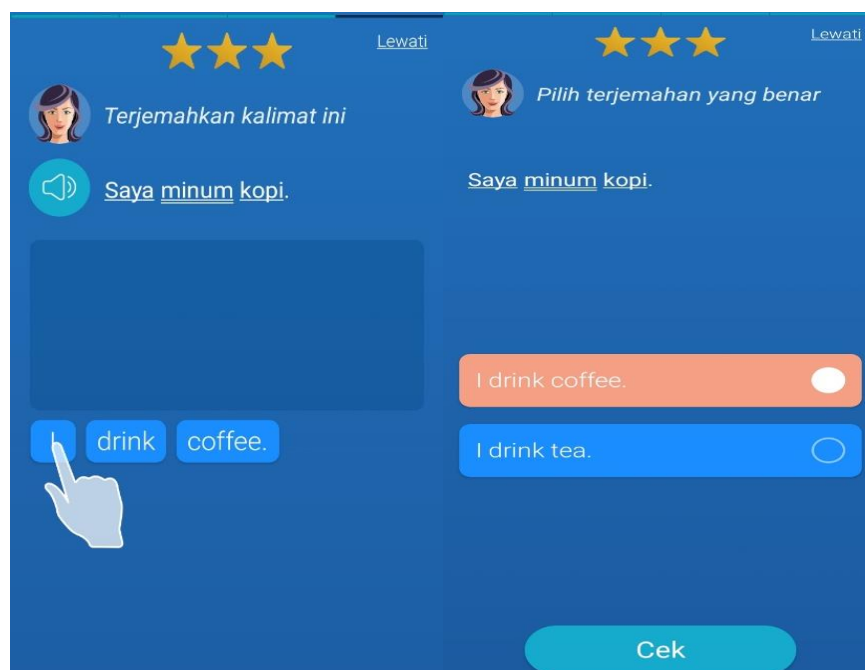 Lewati
Terjemahkan kalimat ini
Saya minum kopi.
I drink coffee.
Lewati
Pilih terjemahan yang benar
Saya minum kopi.
I drink coffee.
I drink tea.
Cek